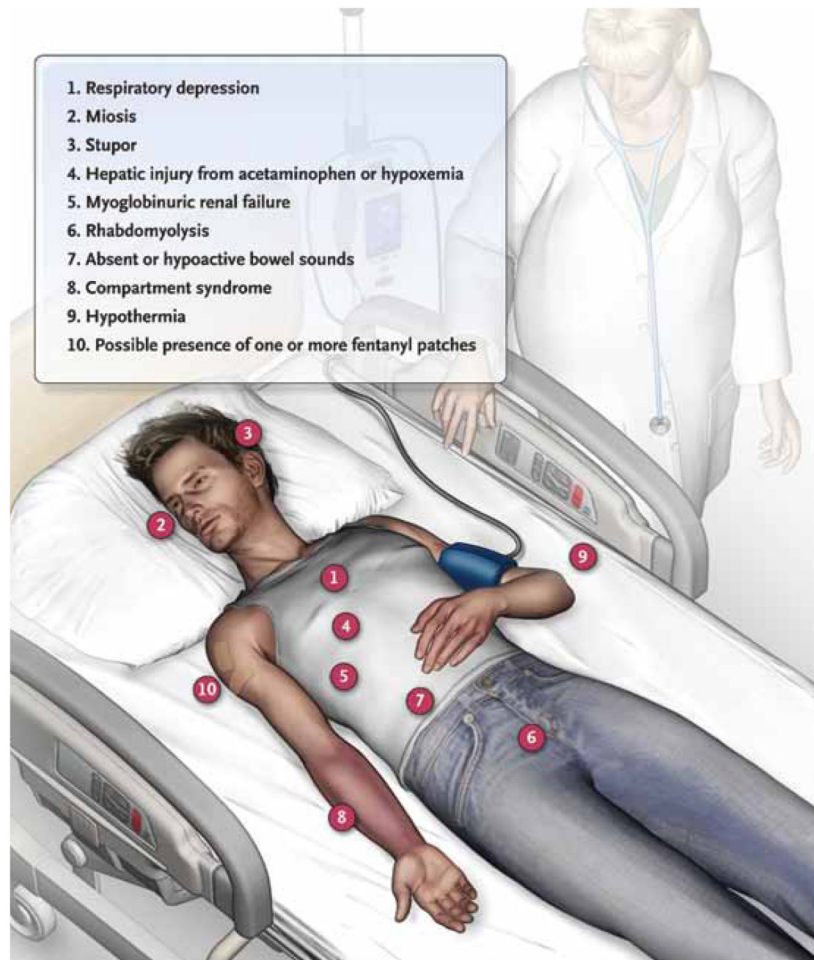 1. Respiratory depression
2. Miosis
3. Stupor
4. Hepatic injury from acetaminophen or hypoxemia
5. Myoglobinuric renal failure
6. Rhabdomyolysis
7. Absent or hypoactive bowel sounds
8. Compartment syndrome
9. Hypothermia
10. Possible presence of one or more fentanyl patches
3
2
9
1
4
5
10
7
6
8